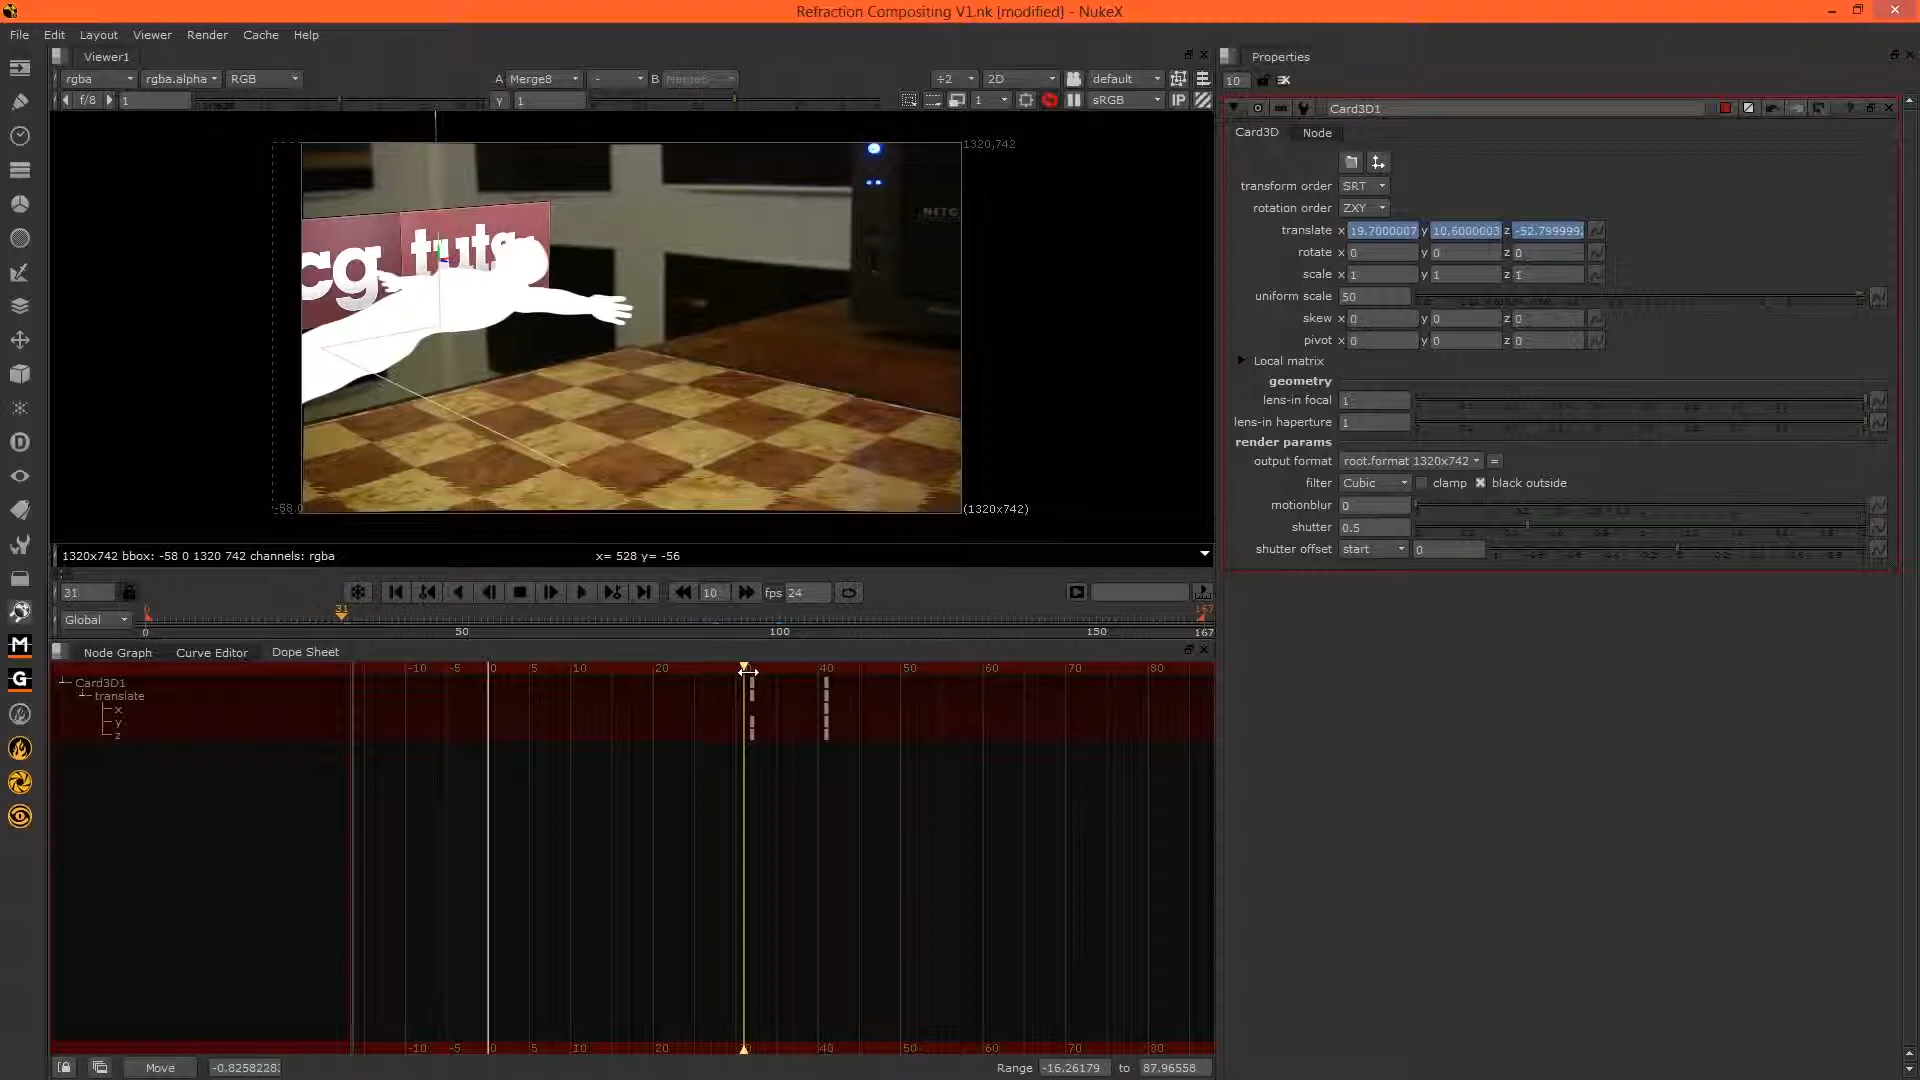 Refraction Compositing V1.nk [modified] - NukeX
File Edit Layout Viewer Render Cache Help
Viewer1
rgba rgba.alpha RGB A Merge8 - B ÷2 2D default
f/8 1 y 1 1 sRGB IP
1320,742
cg tuts
(1320x742)
1320x742 bbox: -58 0 1320 742 channels: rgba x= 528 y= -56
31 10 fps 24
Global 0 31 50 100 150 167 167
Node Graph Curve Editor Dope Sheet
-10 -5 0 5 10 20 40 50 60 70 80
Card3D1
translate
x
y
z
-10 -5 0 5 10 20 40 50 60 70
Move -0.8258228 Range -16.26179 to 87.96558
Properties
10
Card3D1
Card3D Node
transform order SRT
rotation order ZXY
translate x 19.7000007 y 10.6000003 z -52.799999
rotate x 0 y 0 z 0
scale x 1 y 1 z 1
uniform scale 50
skew x 0 y 0 z 0
pivot x 0 y 0 z 0
Local matrix
geometry
lens-in focal 1
lens-in haperture 1
render params
output format root.format 1320x742 =
filter Cubic clamp black outside
motionblur 0
shutter 0.5
shutter offset start 0
M
G
D